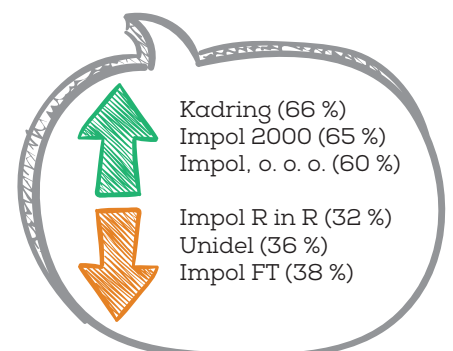 Kadring (66 %)
Impol 2000 (65 %)
Impol, o. o. o. (60 %)
Impol R in R (32 %)
Unidel (36 %)
Impol FT (38 %)